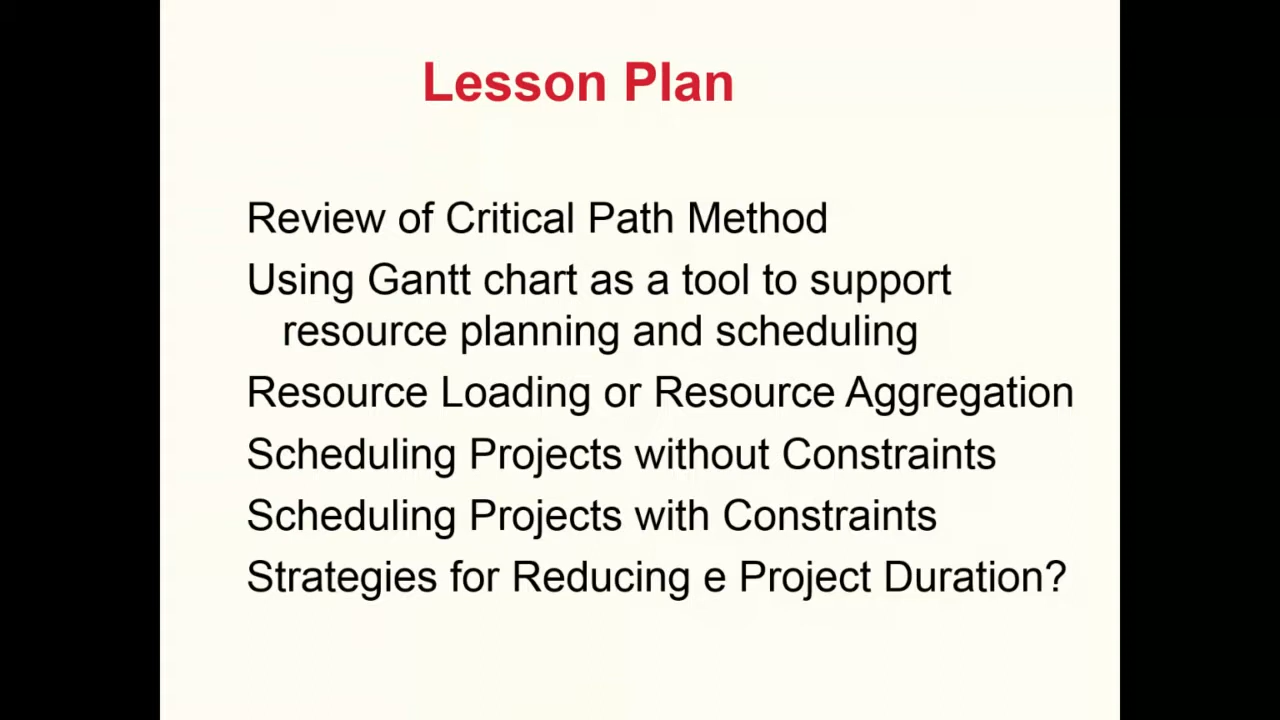 Lesson Plan
Review of Critical Path Method
Using Gantt chart as a tool to support
resource planning and scheduling
Resource Loading or Resource Aggregation
Scheduling Projects without Constraints
Scheduling Projects with Constraints
Strategies for Reducing e Project Duration?